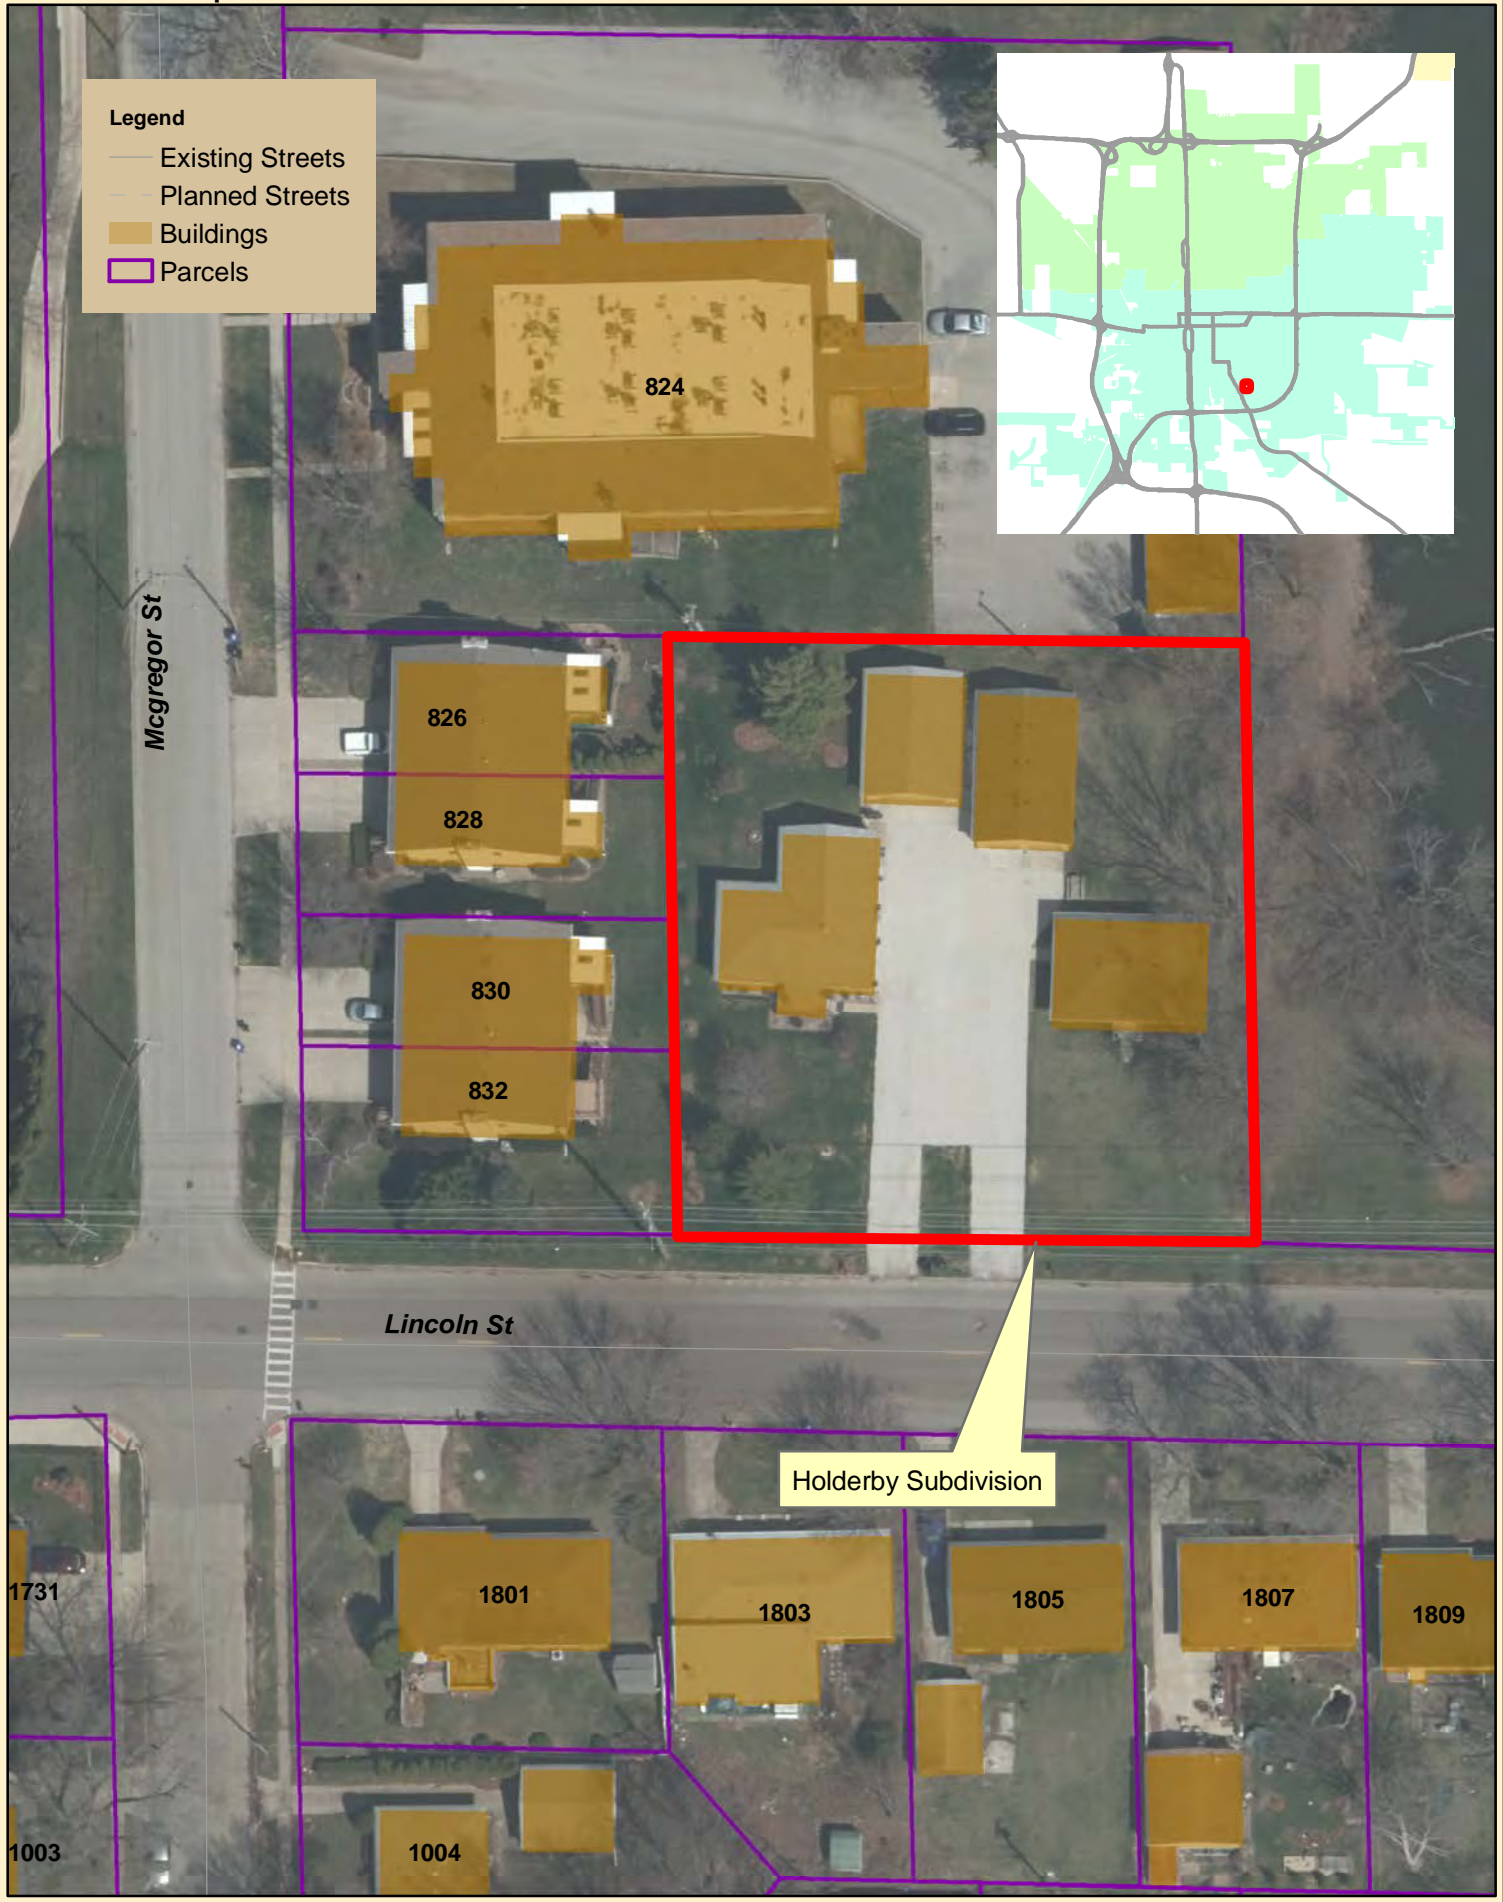 Legend
Existing Streets
Planned Streets
Buildings
Parcels
824
Mcgregor St
826
828
830
832
Lincoln St
Holderby Subdivision
1731
1801
1803
1805
1807
1809
1003
1004